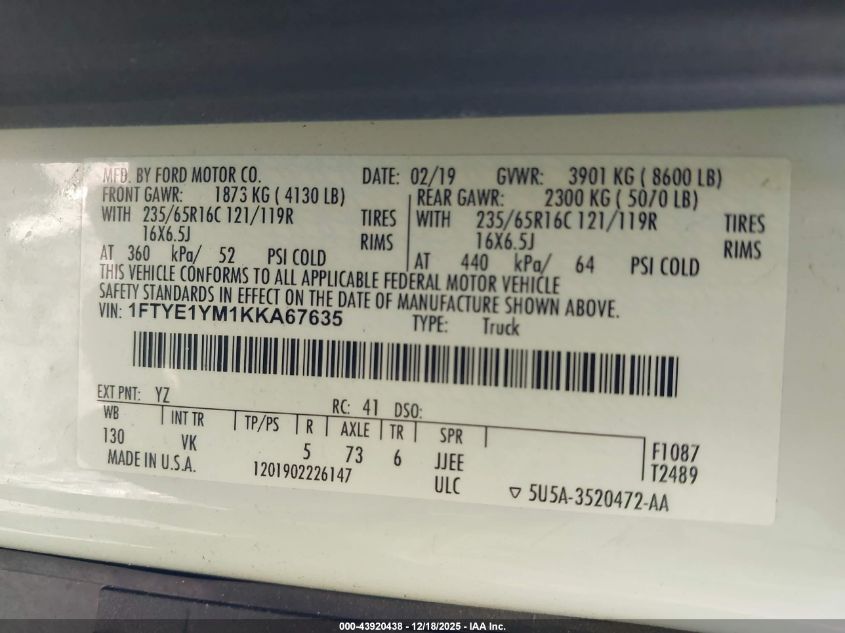 MFD. BY FORD MOTOR CO. DATE: 02/19 GVWR: 3901 KG ( 8600 LB)
FRONT GAWR: 1873 KG ( 4130 LB) REAR GAWR: 2300 KG ( 5070 LB)
WITH 235/65R16C 121/119R TIRES WITH 235/65R16C 121/119R TIRES
16X6.5J RIMS 16X6.5J RIMS
AT 360 kPa/ 52 PSI COLD AT 440 kPa/ 64 PSI COLD
THIS VEHICLE CONFORMS TO ALL APPLICABLE FEDERAL MOTOR VEHICLE
SAFETY STANDARDS IN EFFECT ON THE DATE OF MANUFACTURE SHOWN ABOVE.
VIN: 1FTYE1YM1KKA67635 TYPE: Truck
EXT PNT: YZ RC: 41 DSO:
WB INT TR TP/PS R AXLE TR SPR F1087
130 VK 5 73 6 JJEE T2489
MADE IN U.S.A. 1201902226147 ULC ▽ 5U5A-3520472-AA
000-43920438 - 12/18/2025 - IAA Inc.